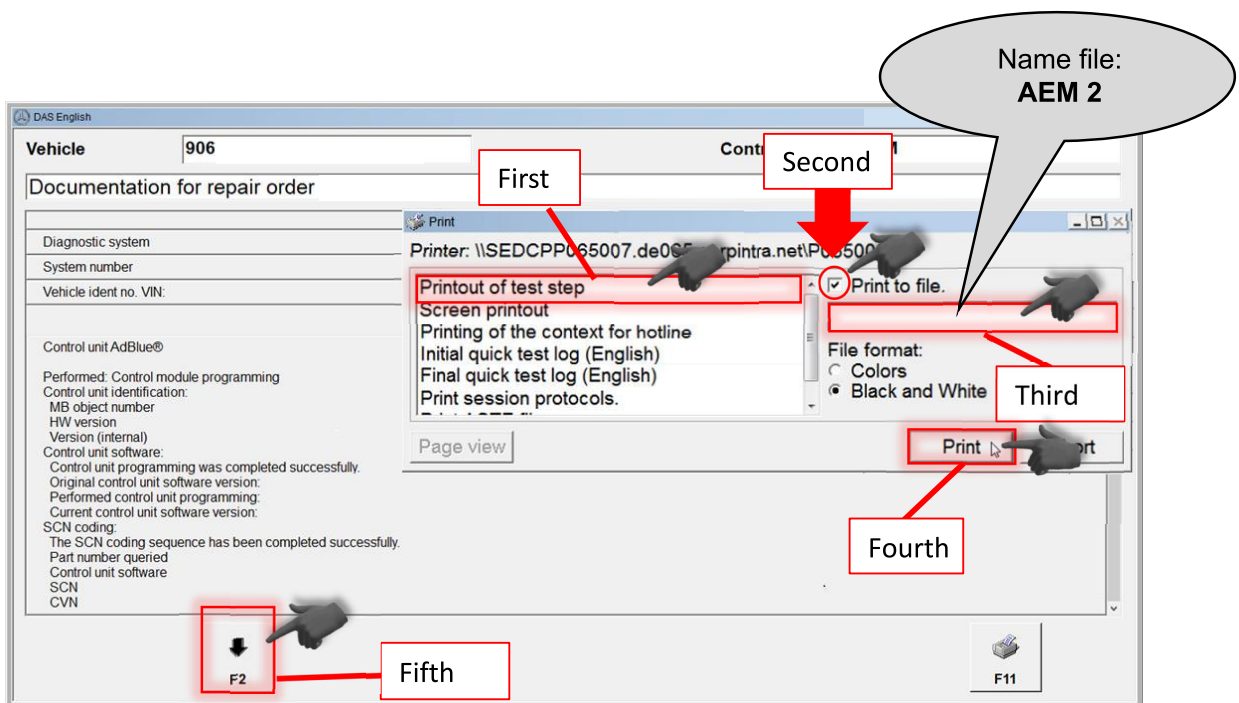 Name file:
AEM 2
DAS English
Vehicle
906
Second
First
Documentation for repair order
Print
Printer: \\SEDCPP065007.de0
Diagnostic system
System number
Vehicle ident no. VIN:
Printout of test step
Print to file.
Screen printout
Printing of the context for hotline
Initial quick test log (English)
Final quick test log (English)
Print session protocols.
File format:
Colors
Black and White
Third
Page view
Print
Control unit AdBlue®
Performed: Control module programming
Control unit identification:
MB object number
HW version
Version (internal)
Control unit software:
Control unit programming was completed successfully.
Original control unit software version:
Performed control unit programming:
Current control unit software version:
SCN coding:
The SCN coding sequence has been completed successfully.
Part number queried
Control unit software
SCN
CVN
Fourth
F2
Fifth
F11